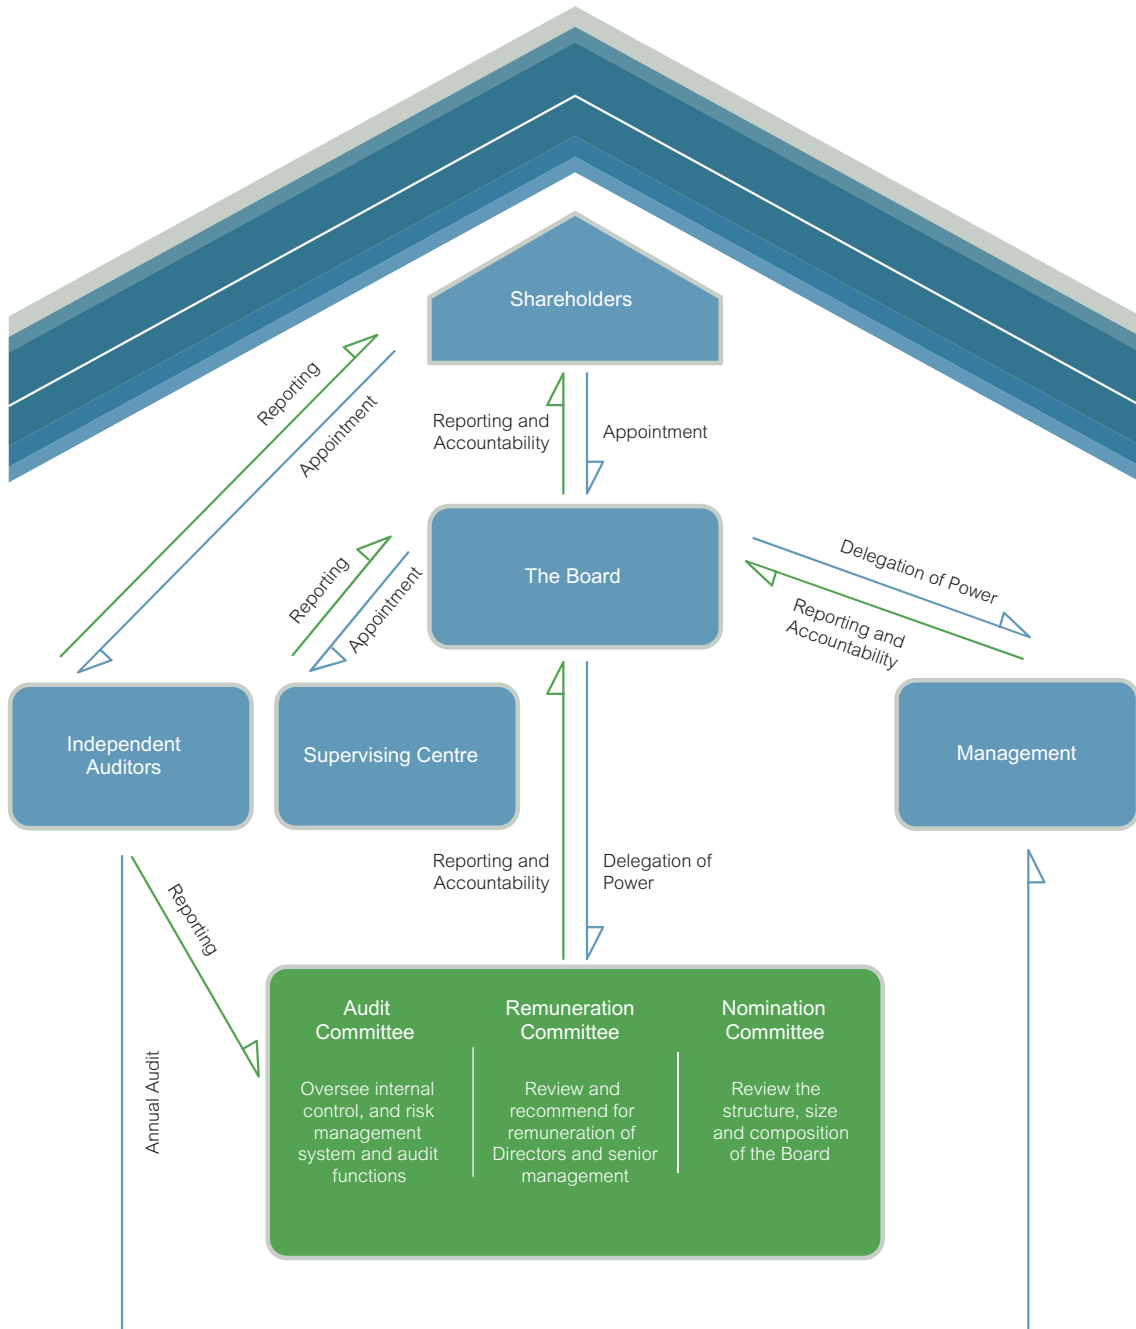 Shareholders
Reporting
Appointment
Reporting and
Accountability
Appointment
The Board
Reporting
Appointment
Delegation of Power
Reporting and
Accountability
Independent
Auditors
Supervising Centre
Management
Reporting and
Accountability
Delegation of
Power
Reporting
Annual Audit
Audit
Committee
Oversee internal
control, and risk
management
system and audit
functions
Remuneration
Committee
Review and
recommend for
remuneration of
Directors and senior
management
Nomination
Committee
Review the
structure, size
and composition
of the Board